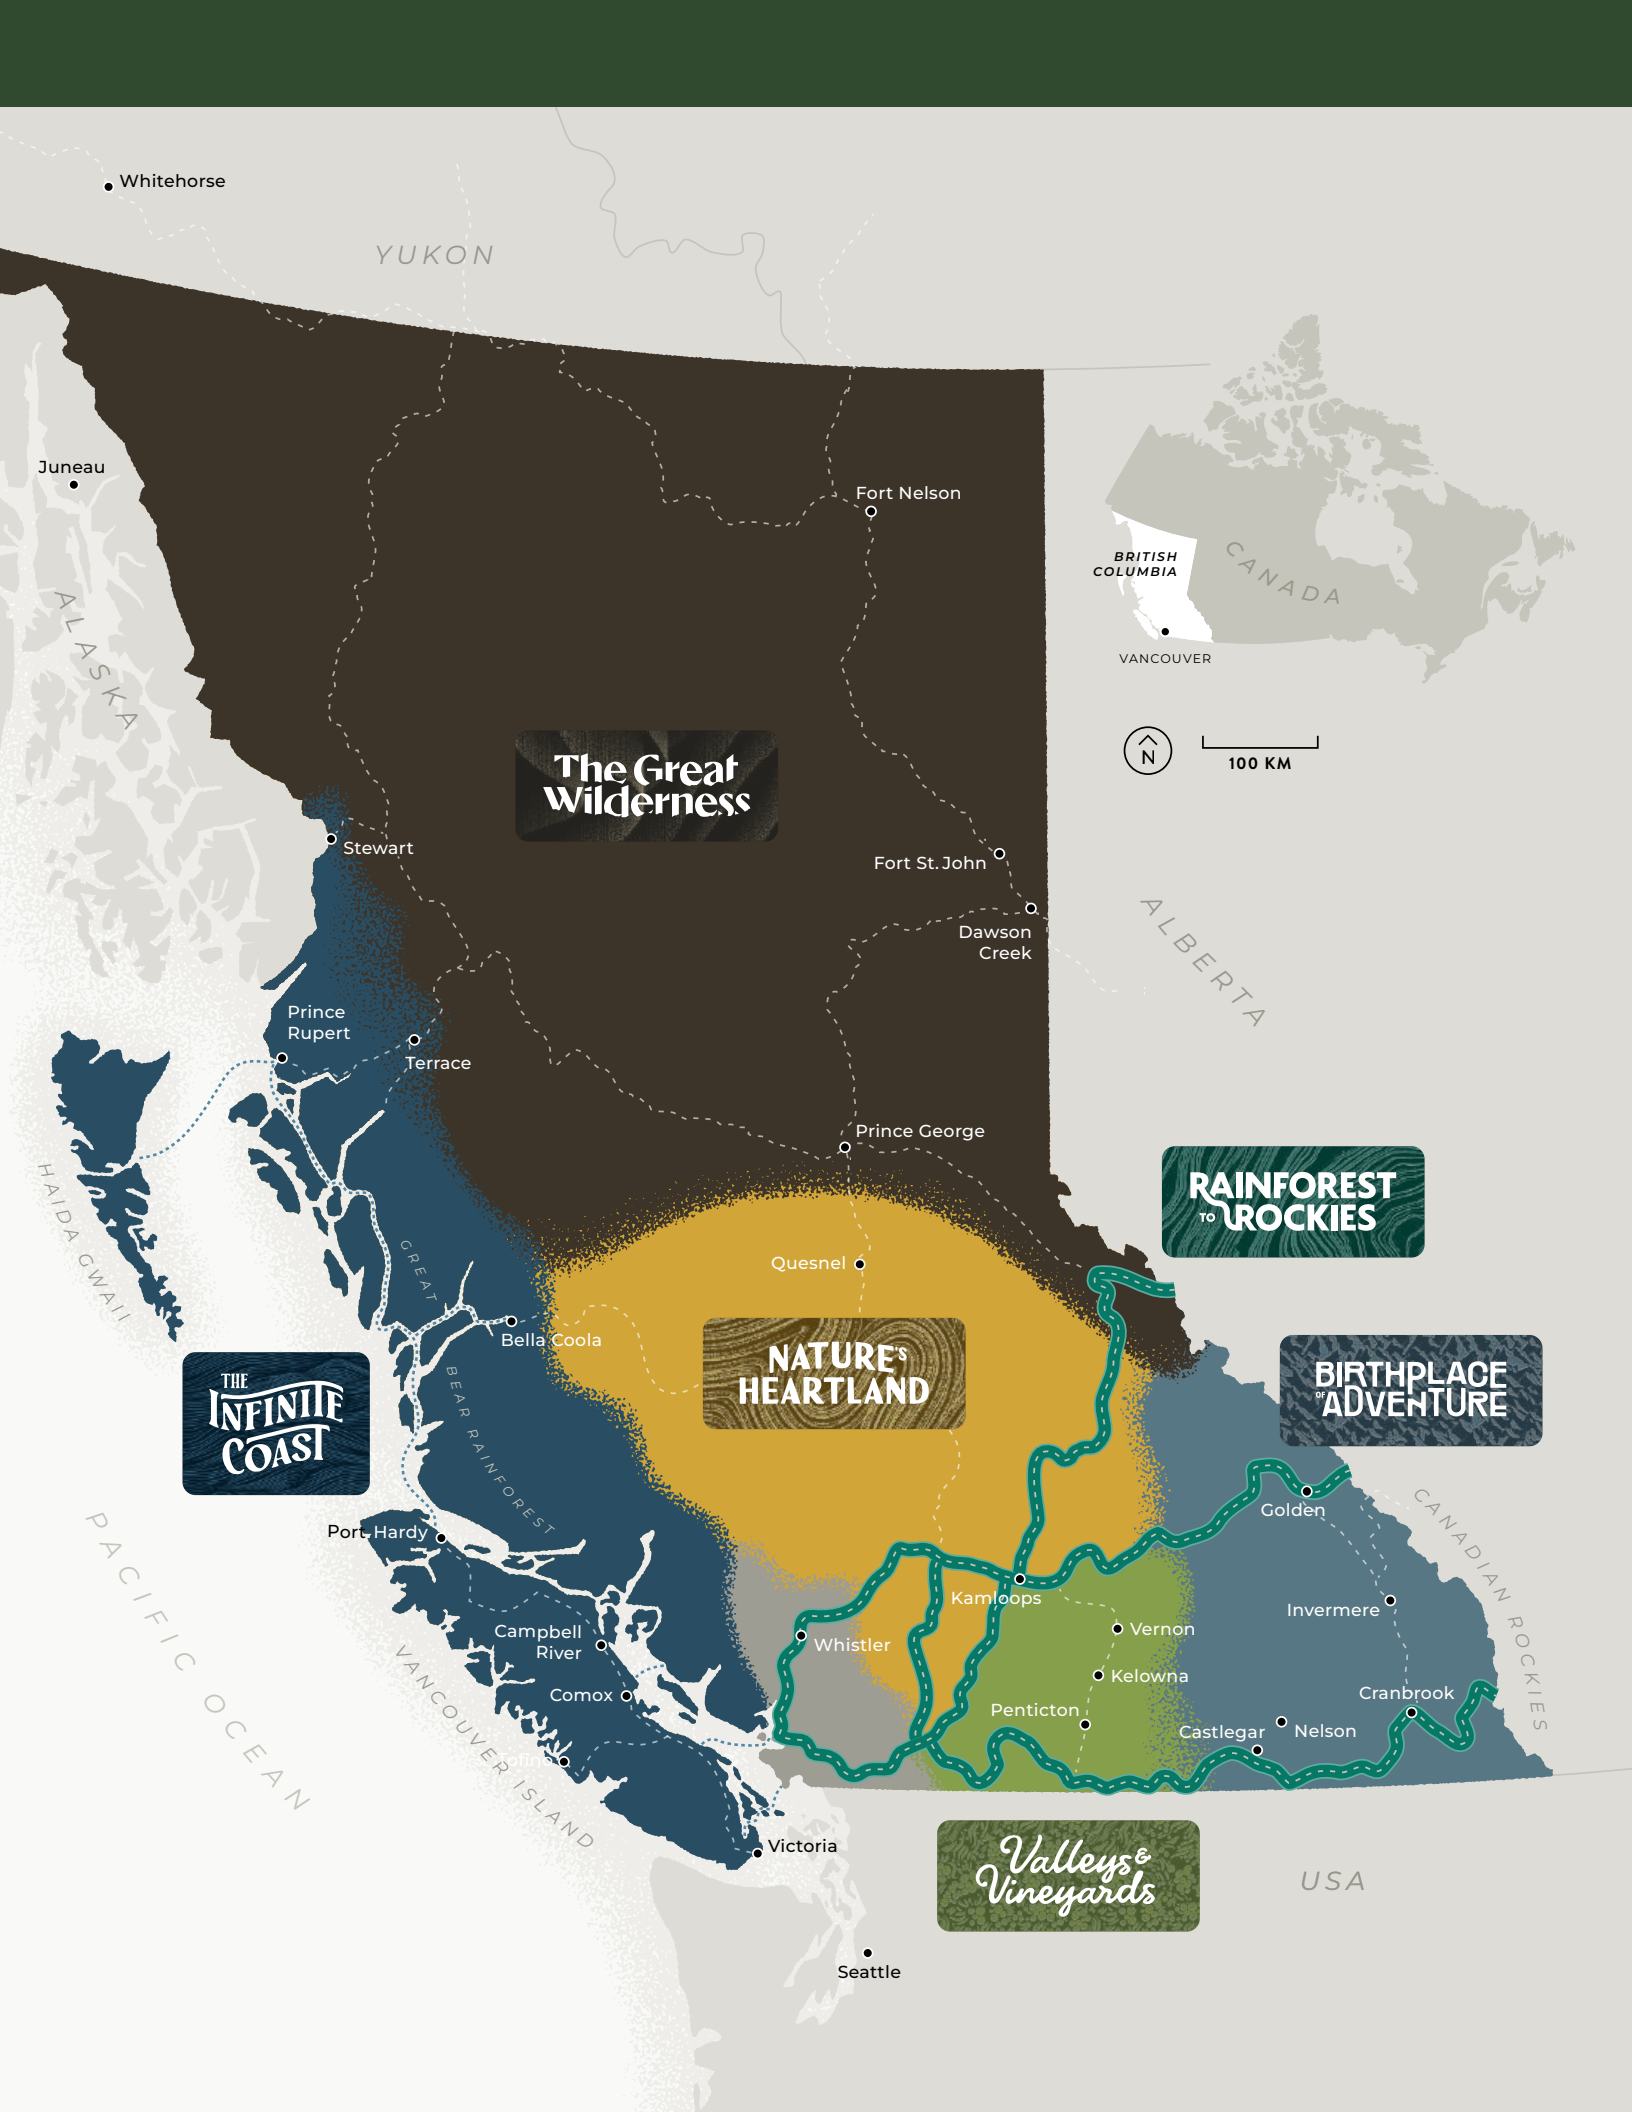 Whitehorse
YUKON
Juneau
ALASKA
Fort Nelson
BRITISH
COLUMBIA
CANADA
VANCOUVER
N
100 KM
The Great
Wilderness
Stewart
Fort St. John
Dawson
Creek
ALBERTA
Prince
Rupert
Terrace
Prince George
HAIDA GWAII
RAINFOREST
TO ROCKIES
Quesnel
GREAT
BEAR RAINFOREST
Bella Coola
NATURE'S
HEARTLAND
BIRTHPLACE
OF ADVENTURE
THE
INFINITE
COAST
Golden
CANADIAN ROCKIES
PACIFIC OCEAN
Port Hardy
Kamloops
Invermere
Campbell
River
Whistler
Vernon
Kelowna
Comox
Penticton
Cranbrook
Castlegar
Nelson
VANCOUVER ISLAND
Tofino
Victoria
Valleys &
Vineyards
USA
Seattle